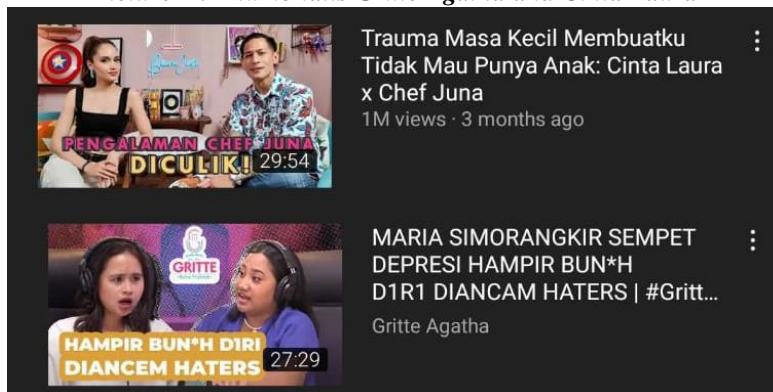 Trauma Masa Kecil Membuatku
Tidak Mau Punya Anak: Cinta Laura
x Chef Juna
1M views · 3 months ago
PENGALAMAN CHEF JUNA
DICULIK!
29:54
MARIA SIMORANGKIR SEMPET
DEPRESI HAMPIR BUN*H
D1R1 DIANCAM HATERS | #Gritt...
Gritte Agatha
GRITTE
HAMPIR BUN*H D1RI
DIANCEM HATERS
27:29